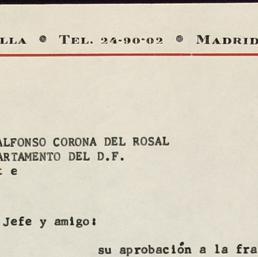 LLA • TEL. 24-90-02 • MADRID
ALFONSO CORONA DEL ROSAL
ARTAMENTO DEL D.F.
t e
Jefe y amigo:
su aprobación a la fra